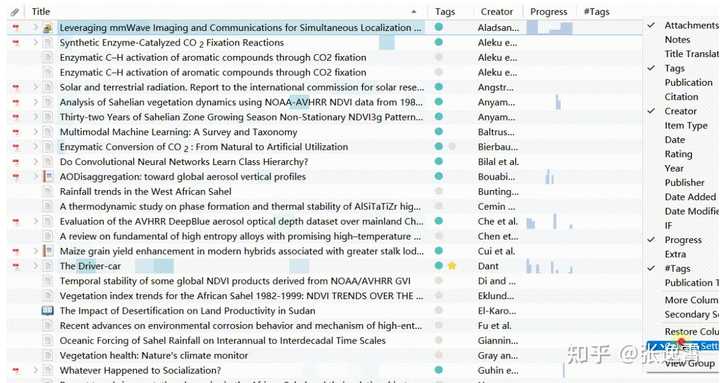 Title Tags Creator Progress #Tags
Leveraging mmWave Imaging and Communications for Simultaneous Localization ... Aladsan...
Synthetic Enzyme-Catalyzed CO 2 Fixation Reactions Aleku e...
Enzymatic C–H activation of aromatic compounds through CO2 fixation Aleku e...
Enzymatic C–H activation of aromatic compounds through CO2 fixation Aleku e...
Solar and terrestrial radiation. Report to the international commission for solar rese... Angstr...
Analysis of Sahelian vegetation dynamics using NOAA-AVHRR NDVI data from 198... Anyam...
Thirty-two Years of Sahelian Zone Growing Season Non-Stationary NDVI3g Pattern... Anyam...
Multimodal Machine Learning: A Survey and Taxonomy Baltrus...
Enzymatic Conversion of CO 2 : From Natural to Artificial Utilization Bierbau...
Do Convolutional Neural Networks Learn Class Hierarchy? Bilal et al.
AODisaggregation: toward global aerosol vertical profiles Bouabi...
Rainfall trends in the West African Sahel Bunting...
A thermodynamic study on phase formation and thermal stability of AlSiTaTiZr hig... Cemin ...
Evaluation of the AVHRR DeepBlue aerosol optical depth dataset over mainland Ch... Che et al.
A review on fundamental of high entropy alloys with promising high–temperature ... Chen et...
Maize grain yield enhancement in modern hybrids associated with greater stalk lod... Cui et al.
The Driver-car Dant
Temporal stability of some global NDVI products derived from NOAA/AVHRR GVI Di and ...
Vegetation index trends for the African Sahel 1982-1999: NDVI TRENDS OVER THE ... Eklund...
The Impact of Desertification on Land Productivity in Sudan El-Karo...
Recent advances on environmental corrosion behavior and mechanism of high-ent... Fu et al.
Oceanic Forcing of Sahel Rainfall on Interannual to Interdecadal Time Scales Giannin...
Vegetation health: Nature's climate monitor Gray an...
Whatever Happened to Socialization? Guhin e...
Attachments
Notes
Title Translat
Tags
Publication
Citation
Creator
Item Type
Date
Rating
Year
Publisher
Date Added
Date Modifie
IF
Progress
Extra
#Tags
Publication T
More Colum
Secondary So
Restore Colu
Sett
View Group
知乎 @张逸霄